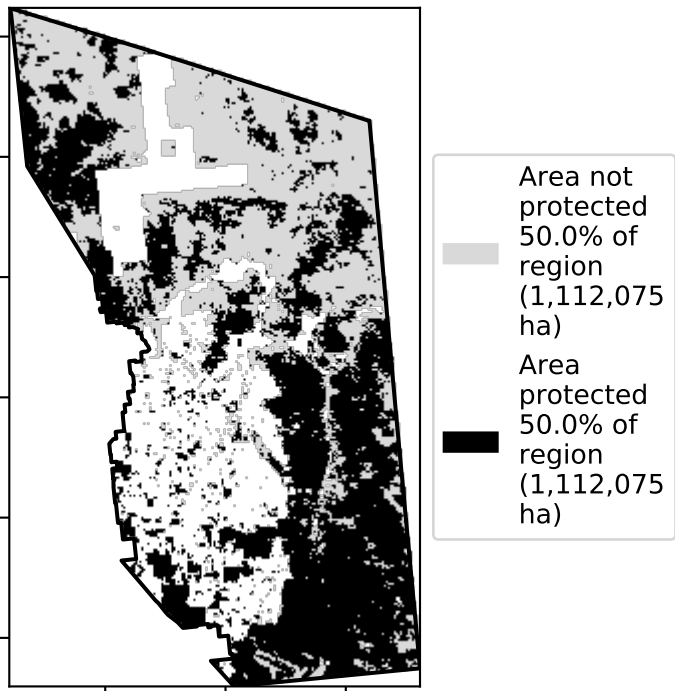 Area not
protected
50.0% of
region
(1,112,075
ha)
Area
protected
50.0% of
region
(1,112,075
ha)